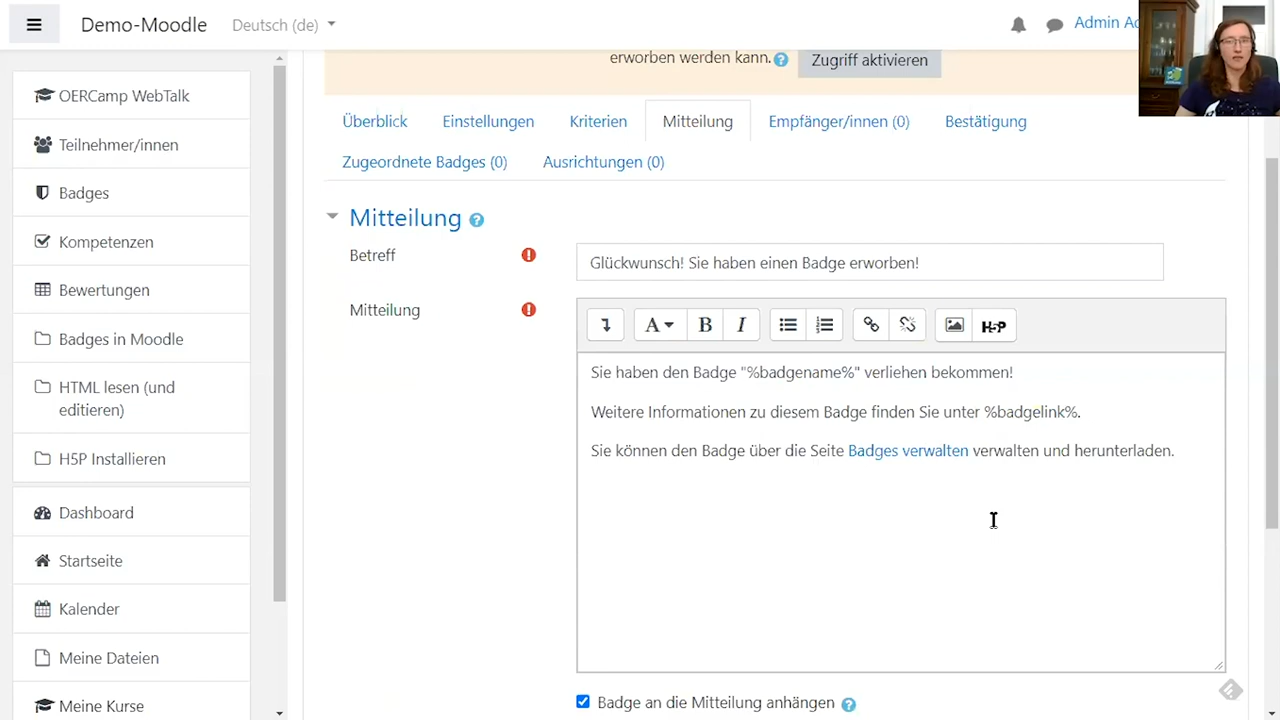 Demo-Moodle
Deutsch (de)
Admin
OERCamp WebTalk
Teilnehmer/innen
Badges
Kompetenzen
Bewertungen
Badges in Moodle
HTML lesen (und
editieren)
H5P Installieren
Dashboard
Startseite
Kalender
Meine Dateien
Meine Kurse
erworben werden kann.
Zugriff aktivieren
Überblick
Einstellungen
Kriterien
Mitteilung
Empfänger/innen (0)
Bestätigung
Zugeordnete Badges (0)
Ausrichtungen (0)
Mitteilung
Betreff
Glückwunsch! Sie haben einen Badge erworben!
Mitteilung
A B I H5P
Sie haben den Badge "%badgename%" verliehen bekommen!
Weitere Informationen zu diesem Badge finden Sie unter %badgelink%.
Sie können den Badge über die Seite Badges verwalten verwalten und herunterladen.
Badge an die Mitteilung anhängen